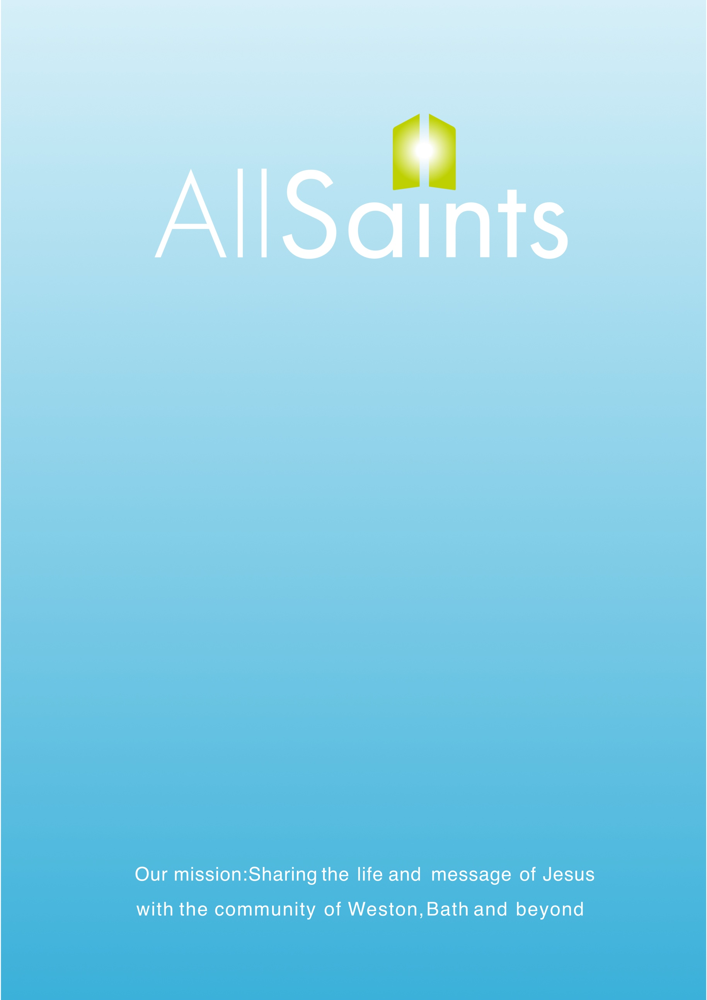 AllSaints
Our mission:Sharing the life and message of Jesus
with the community of Weston,Bath and beyond